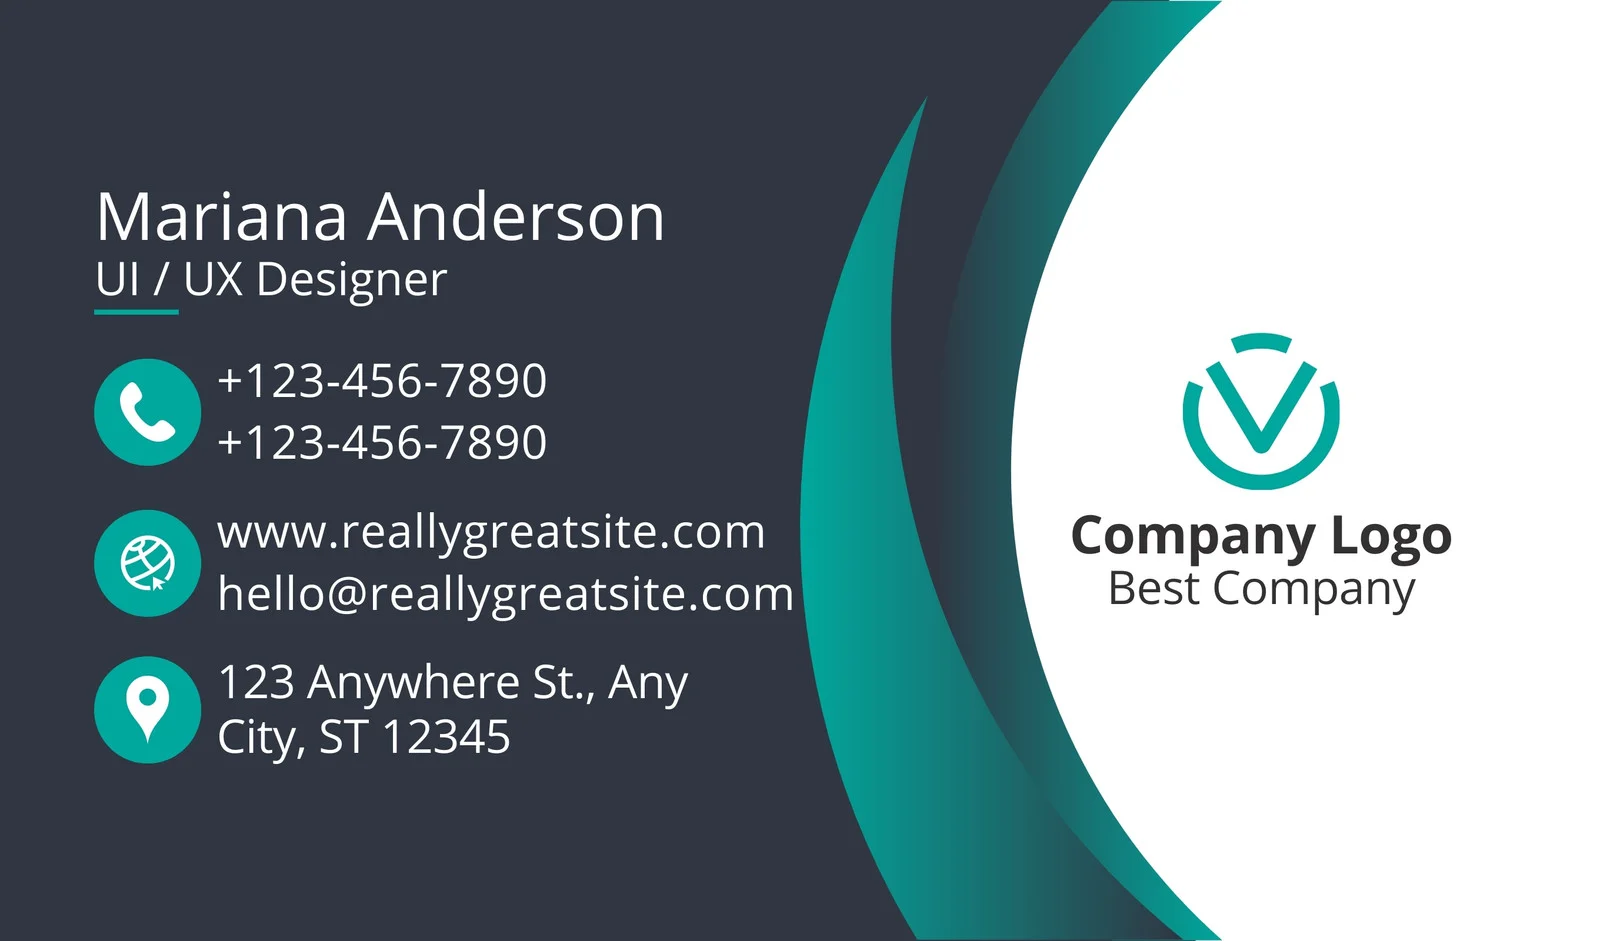 Mariana Anderson
UI / UX Designer
+123-456-7890
+123-456-7890
www.reallygreatsite.com
hello@reallygreatsite.com
123 Anywhere St., Any
City, ST 12345
Company Logo
Best Company